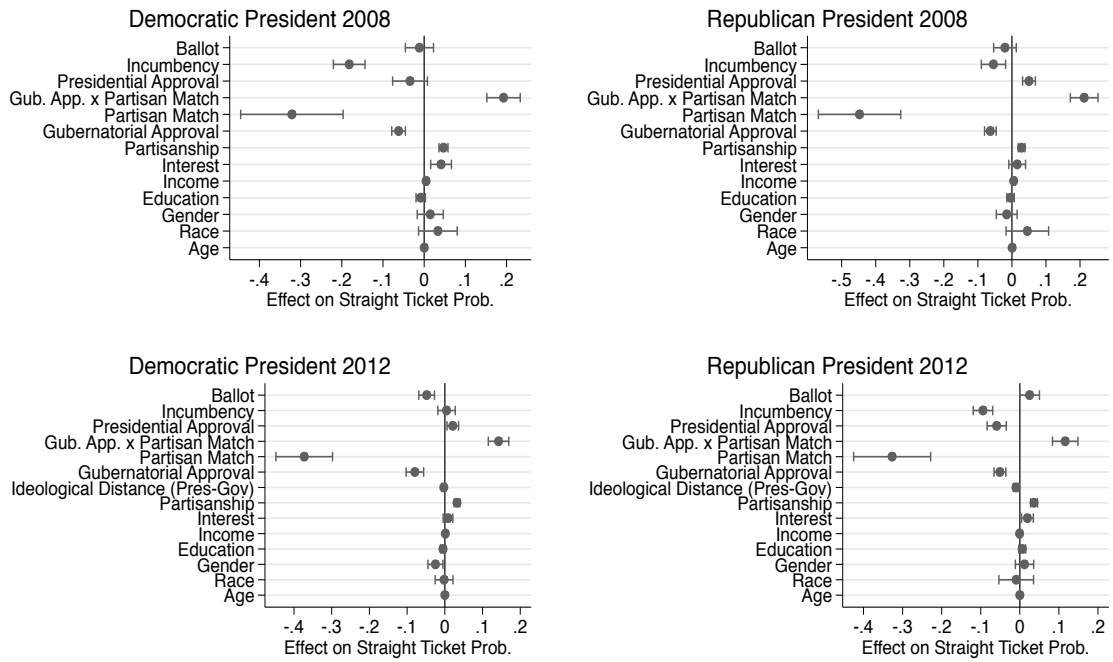 Democratic President 2008
Ballot
Incumbency
Presidential Approval
Gub. App. x Partisan Match
Partisan Match
Gubernatorial Approval
Partisanship
Interest
Income
Education
Gender
Race
Age
-.4 -.3 -.2 -.1 0 .1 .2
Effect on Straight Ticket Prob.
Republican President 2008
Ballot
Incumbency
Presidential Approval
Gub. App. x Partisan Match
Partisan Match
Gubernatorial Approval
Partisanship
Interest
Income
Education
Gender
Race
Age
-.5 -.4 -.3 -.2 -.1 0 .1 .2
Effect on Straight Ticket Prob.
Democratic President 2012
Ballot
Incumbency
Presidential Approval
Gub. App. x Partisan Match
Partisan Match
Gubernatorial Approval
Ideological Distance (Pres-Gov)
Partisanship
Interest
Income
Education
Gender
Race
Age
-.4 -.3 -.2 -.1 0 .1 .2
Effect on Straight Ticket Prob.
Republican President 2012
Ballot
Incumbency
Presidential Approval
Gub. App. x Partisan Match
Partisan Match
Gubernatorial Approval
Ideological Distance (Pres-Gov)
Partisanship
Interest
Income
Education
Gender
Race
Age
-.4 -.3 -.2 -.1 0 .1 .2
Effect on Straight Ticket Prob.